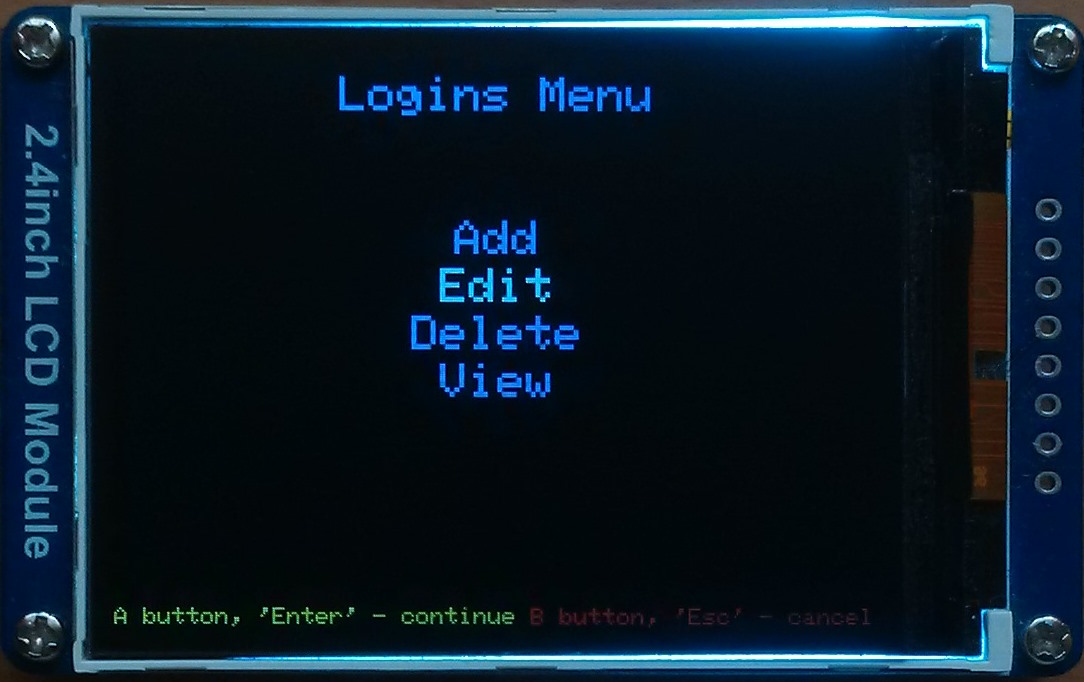 Logins Menu
Add
Edit
Delete
View
A button, 'Enter' - continue B button, 'Esc' - cancel
2.4inch LCD Module